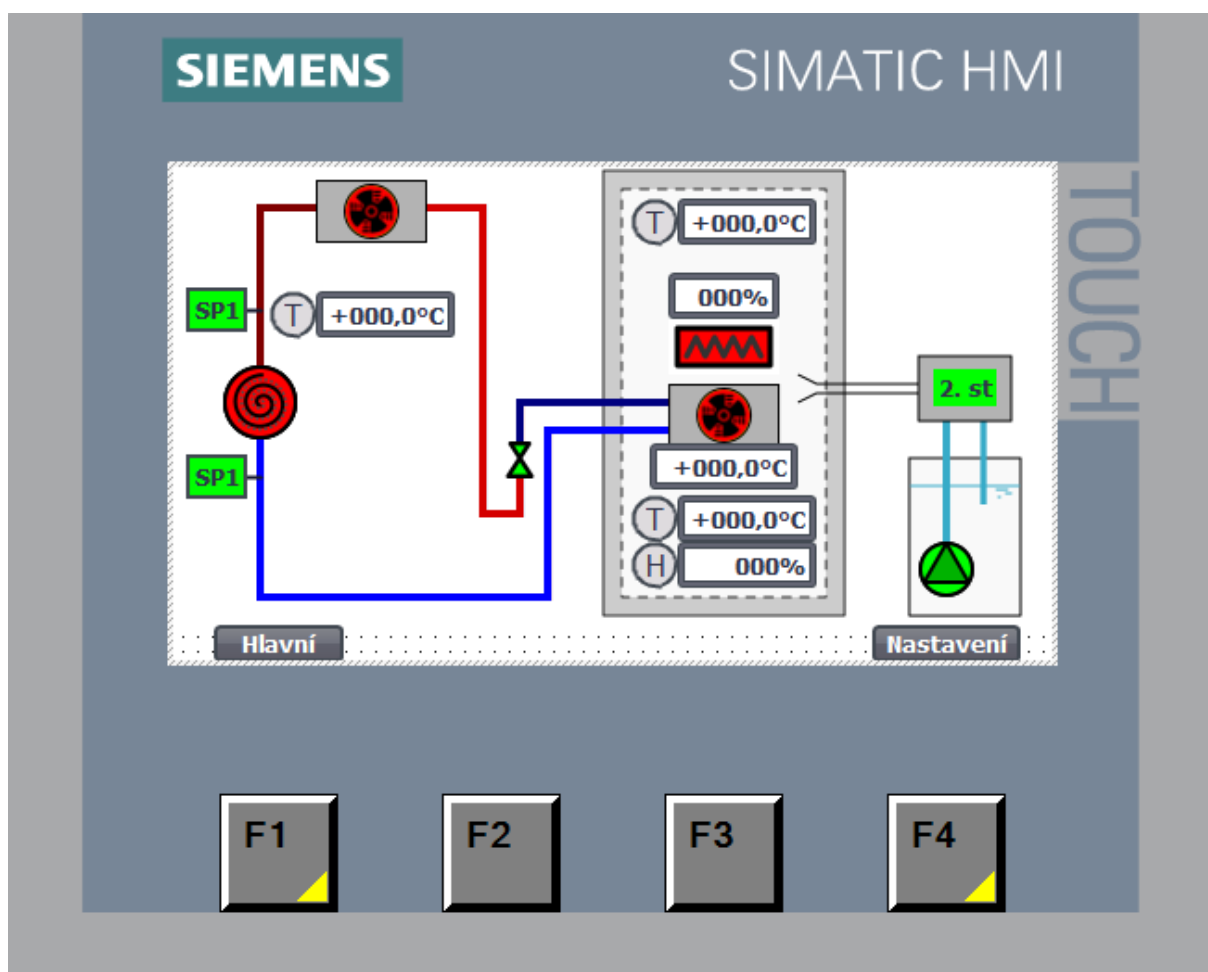 SIEMENS
SIMATIC HMI
TOUCH
T +000,0°C
000%
SP1
T +000,0°C
2. st
SP1
+000,0°C
T +000,0°C
H 000%
Hlavní
Nastavení
F1
F2
F3
F4